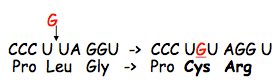 G
CCC U UA GGU -> CCC UGU AGG U
Pro Leu Gly -> Pro Cys Arg